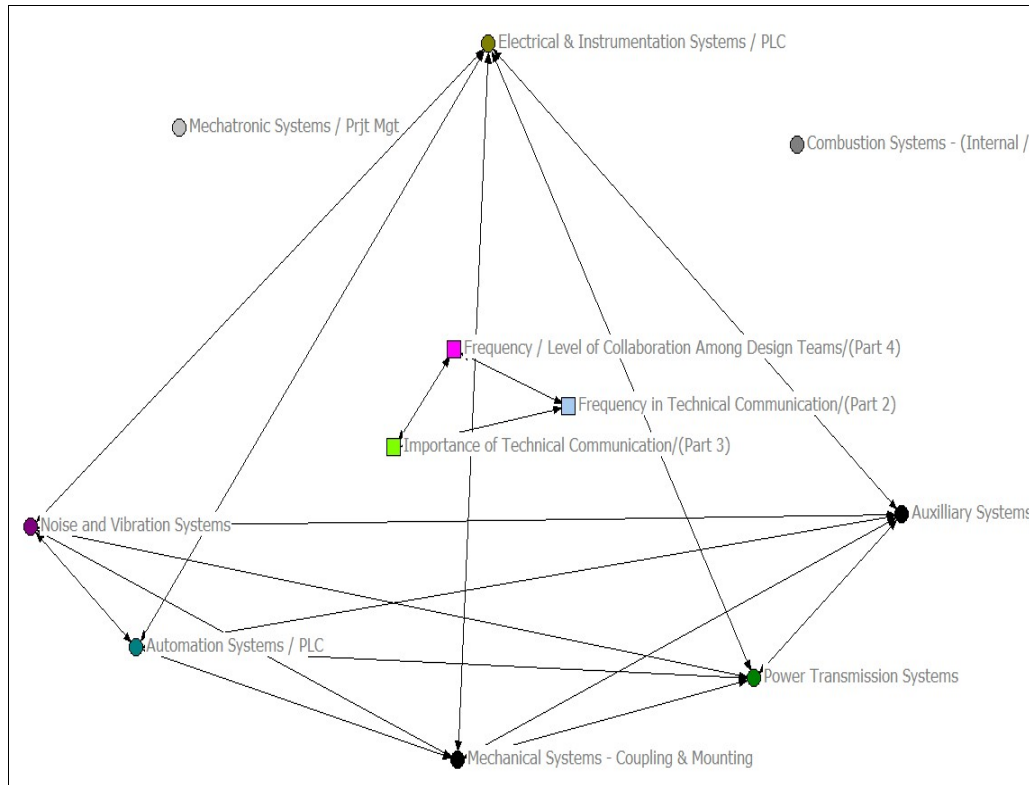 Electrical & Instrumentation Systems / PLC
Mechatronic Systems / Prjt Mgt
Combustion Systems - (Internal /
Frequency / Level of Collaboration Among Design Teams/(Part 4)
Frequency in Technical Communication/(Part 2)
Importance of Technical Communication/(Part 3)
Noise and Vibration Systems
Auxilliary Systems
Automation Systems / PLC
Power Transmission Systems
Mechanical Systems - Coupling & Mounting